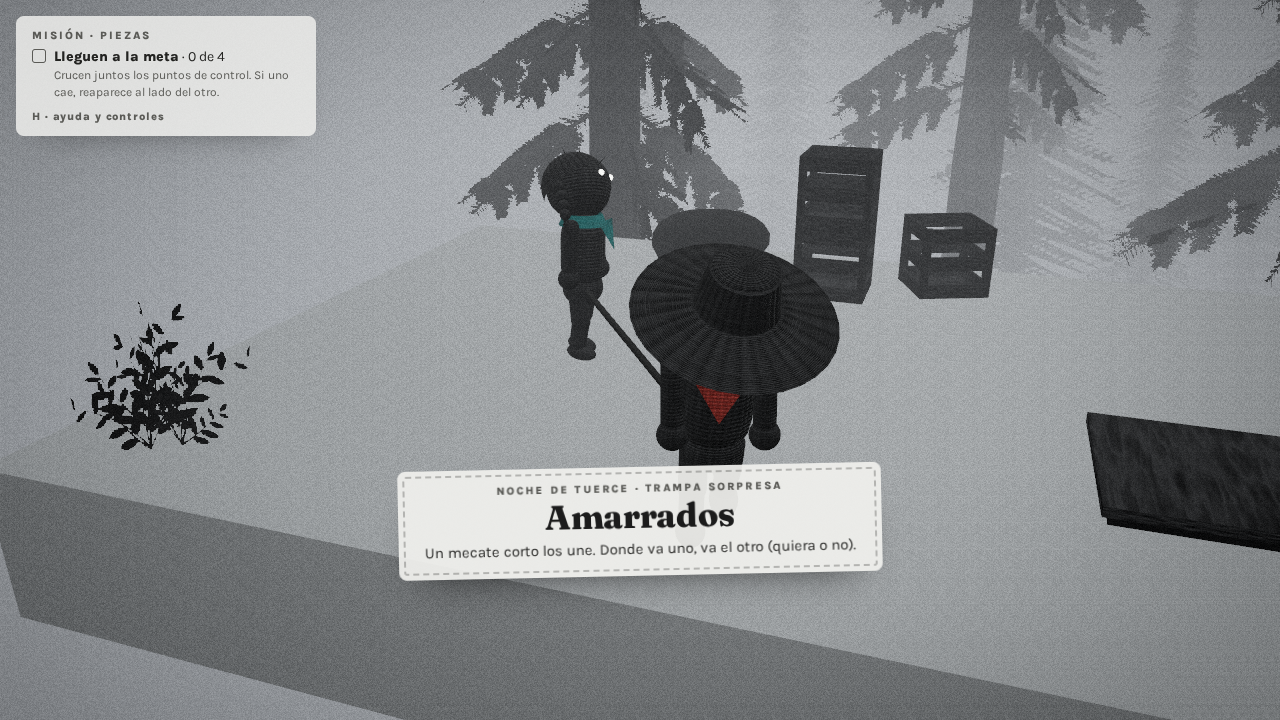 MISIÓN · PIEZAS
Lleguen a la meta · 0 de 4
Crucen juntos los puntos de control. Si uno
cae, reaparece al lado del otro.
H · ayuda y controles
NOCHE DE TUERCE · TRAMPA SORPRESA
Amarrados
Un mecate corto los une. Donde va uno, va el otro (quiera o no).